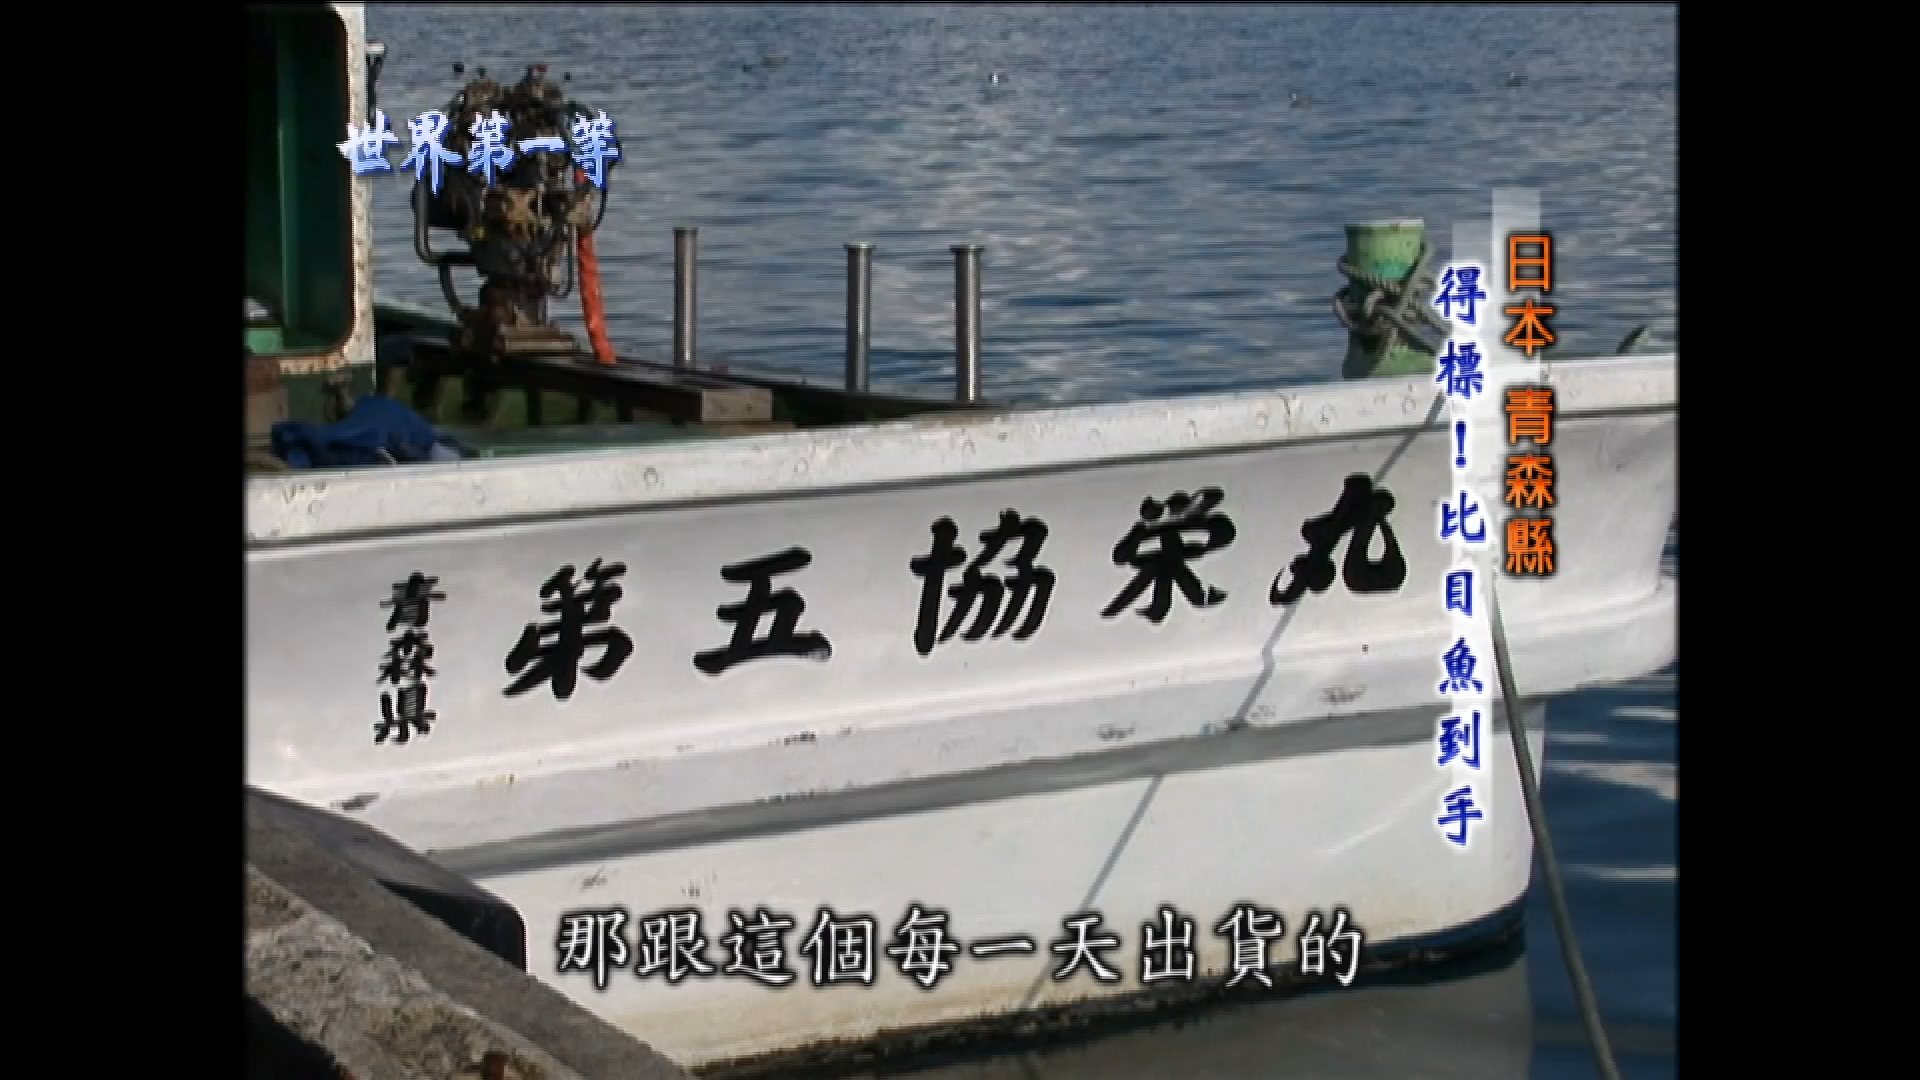 世界第一等
日本 青森縣
得標！比目魚到手
青森県
第五協栄丸
那跟這個每一天出貨的